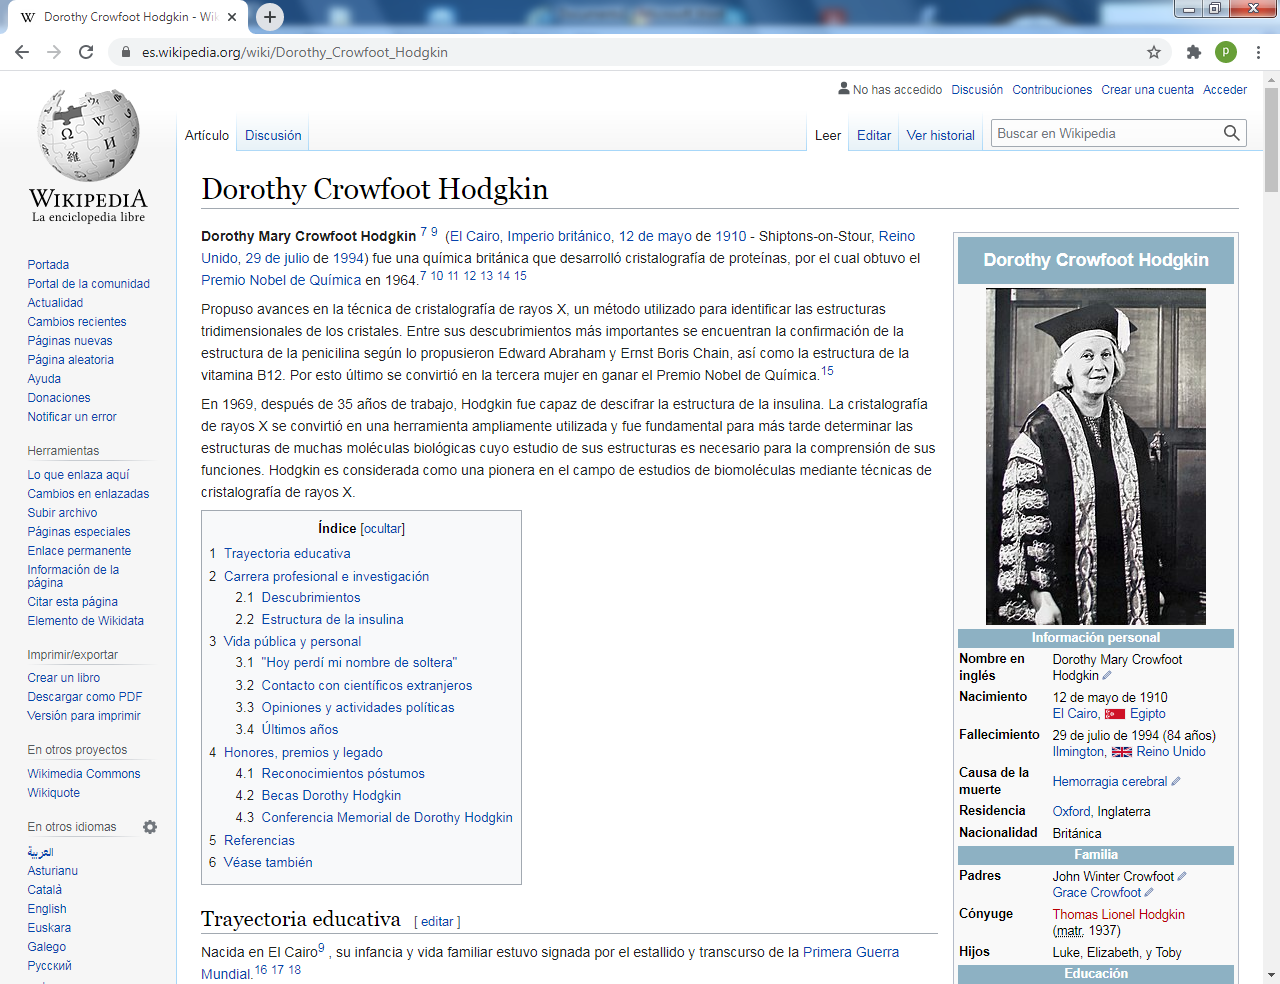 Dorothy Crowfoot Hodgkin - Wik
es.wikipedia.org/wiki/Dorothy_Crowfoot_Hodgkin
P
No has accedido Discusión Contribuciones Crear una cuenta Acceder
WIKIPEDIA
La enciclopedia libre
Artículo Discusión Leer Editar Ver historial Buscar en Wikipedia
Portada
Portal de la comunidad
Actualidad
Cambios recientes
Páginas nuevas
Página aleatoria
Ayuda
Donaciones
Notificar un error
Herramientas
Lo que enlaza aquí
Cambios en enlazadas
Subir archivo
Páginas especiales
Enlace permanente
Información de la
página
Citar esta página
Elemento de Wikidata
Imprimir/exportar
Crear un libro
Descargar como PDF
Versión para imprimir
En otros proyectos
Wikimedia Commons
Wikiquote
En otros idiomas
العربية
Asturianu
Català
English
Euskara
Galego
Русский
Dorothy Crowfoot Hodgkin
Dorothy Mary Crowfoot Hodgkin 7 9 (El Cairo, Imperio británico, 12 de mayo de 1910 - Shiptons-on-Stour, Reino
Unido, 29 de julio de 1994) fue una química británica que desarrolló cristalografía de proteínas, por el cual obtuvo el
Premio Nobel de Química en 1964.7 10 11 12 13 14 15
Propuso avances en la técnica de cristalografía de rayos X, un método utilizado para identificar las estructuras
tridimensionales de los cristales. Entre sus descubrimientos más importantes se encuentran la confirmación de la
estructura de la penicilina según lo propusieron Edward Abraham y Ernst Boris Chain, así como la estructura de la
vitamina B12. Por esto último se convirtió en la tercera mujer en ganar el Premio Nobel de Química.15
En 1969, después de 35 años de trabajo, Hodgkin fue capaz de descifrar la estructura de la insulina. La cristalografía
de rayos X se convirtió en una herramienta ampliamente utilizada y fue fundamental para más tarde determinar las
estructuras de muchas moléculas biológicas cuyo estudio de sus estructuras es necesario para la comprensión de sus
funciones. Hodgkin es considerada como una pionera en el campo de estudios de biomoléculas mediante técnicas de
cristalografía de rayos X.
Índice [ocultar]
1 Trayectoria educativa
2 Carrera profesional e investigación
2.1 Descubrimientos
2.2 Estructura de la insulina
3 Vida pública y personal
3.1 "Hoy perdí mi nombre de soltera"
3.2 Contacto con científicos extranjeros
3.3 Opiniones y actividades políticas
3.4 Últimos años
4 Honores, premios y legado
4.1 Reconocimientos póstumos
4.2 Becas Dorothy Hodgkin
4.3 Conferencia Memorial de Dorothy Hodgkin
5 Referencias
6 Véase también
Trayectoria educativa [ editar ]
Nacida en El Cairo9 , su infancia y vida familiar estuvo signada por el estallido y transcurso de la Primera Guerra
Mundial.16 17 18
Dorothy Crowfoot Hodgkin
Información personal
Nombre en inglés Dorothy Mary Crowfoot
Hodgkin
Nacimiento 12 de mayo de 1910
El Cairo, Egipto
Fallecimiento 29 de julio de 1994 (84 años)
Ilmington, Reino Unido
Causa de la muerte Hemorragia cerebral
Residencia Oxford, Inglaterra
Nacionalidad Británica
Familia
Padres John Winter Crowfoot
Grace Crowfoot
Cónyuge Thomas Lionel Hodgkin
(matr. 1937)
Hijos Luke, Elizabeth, y Toby
Educación